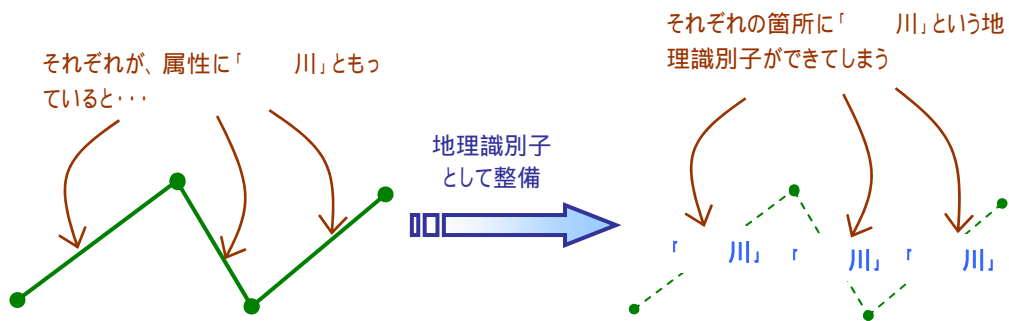 それぞれが、属性に「　　川」ともっ
ていると・・・
地理識別子
として整備
それぞれの箇所に「　　川」という地
理識別子ができてしまう
「　　川」
「　　川」
「　　川」